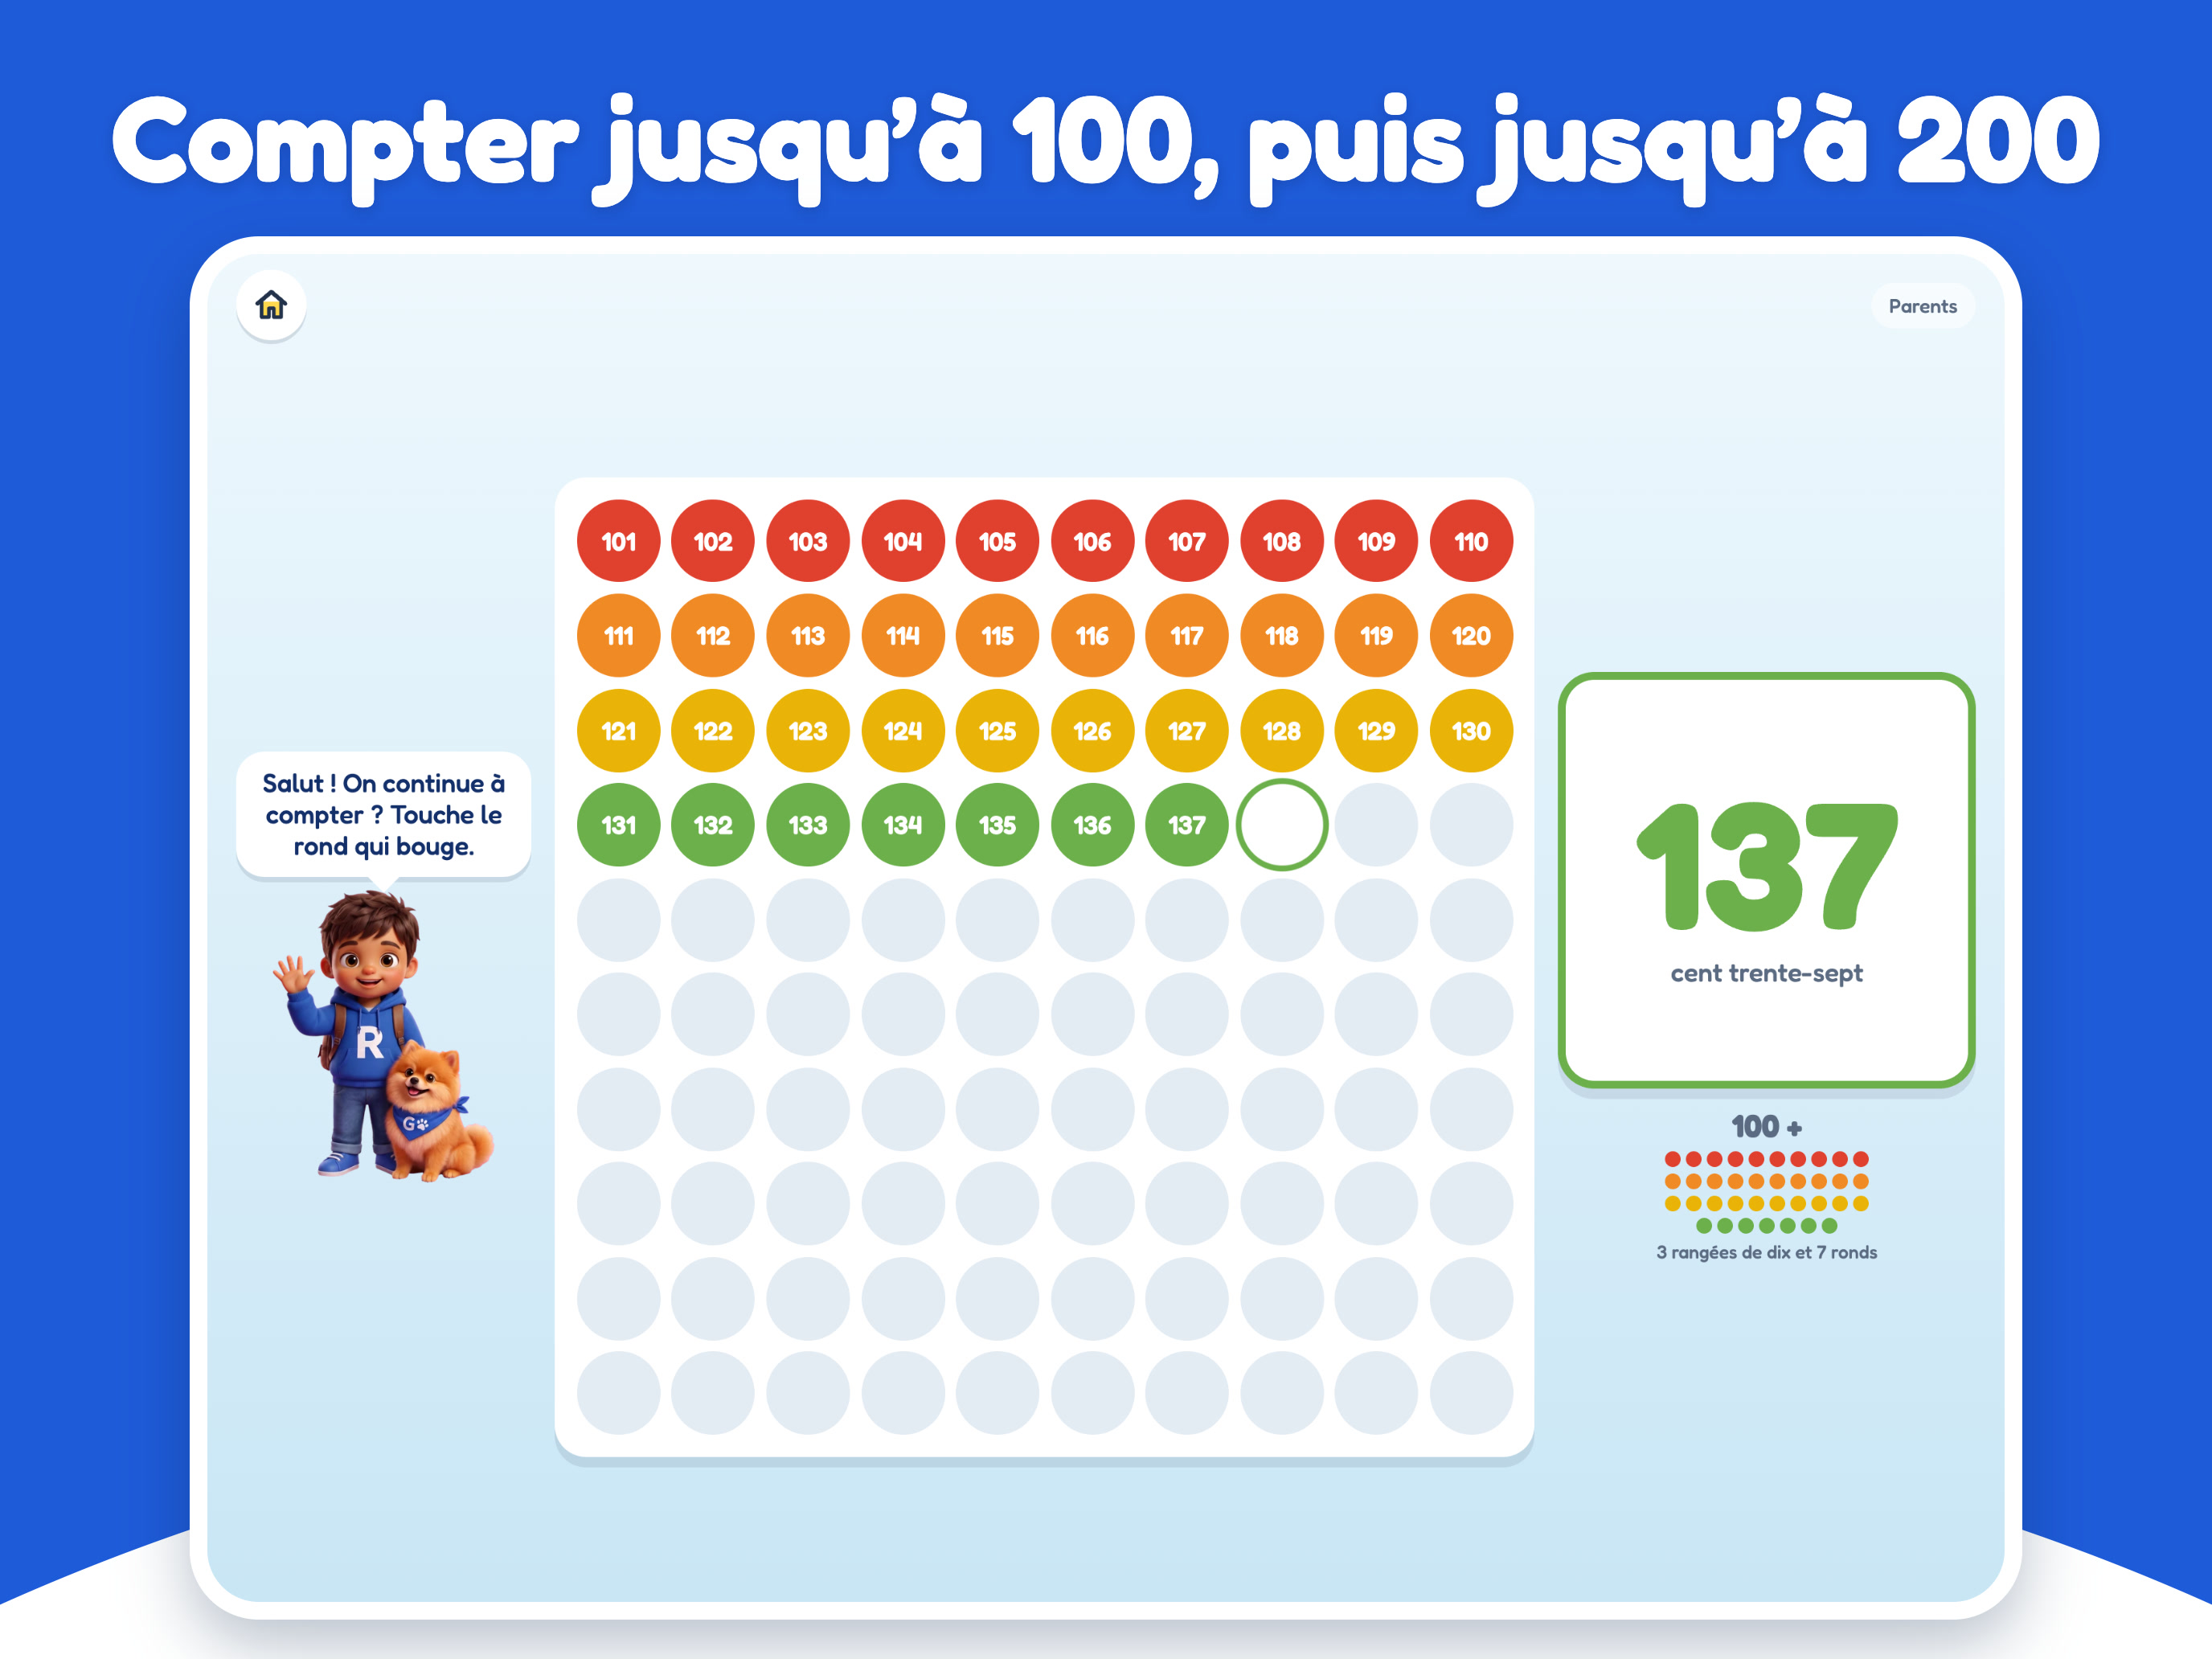 Compter jusqu’à 100, puis jusqu’à 200
Parents
101 102 103 104 105 106 107 108 109 110
111 112 113 114 115 116 117 118 119 120
121 122 123 124 125 126 127 128 129 130
131 132 133 134 135 136 137
Salut ! On continue à
compter ? Touche le
rond qui bouge.
R
G
137
cent trente-sept
100 +
3 rangées de dix et 7 ronds